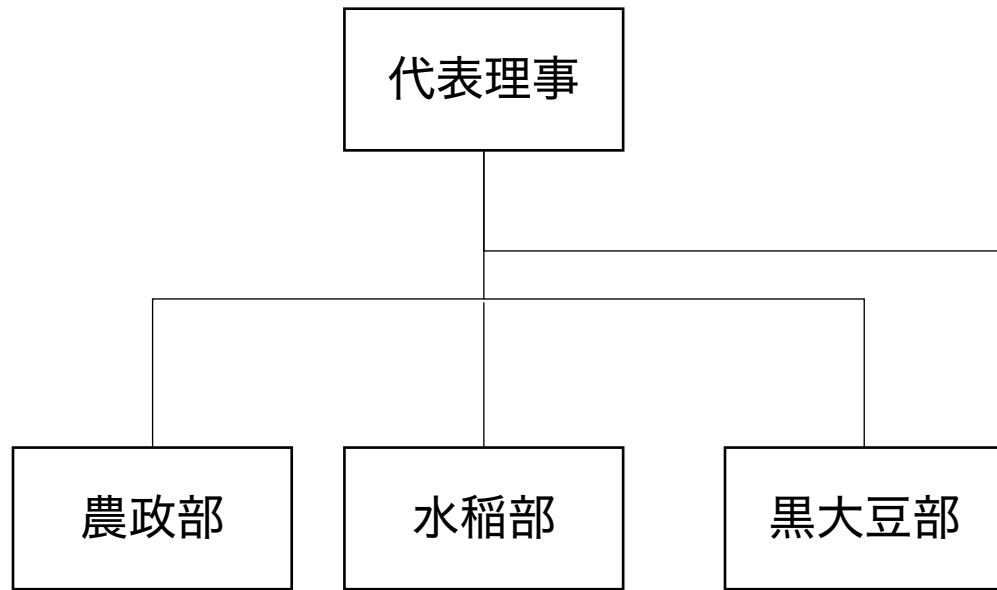 代表理事
農政部
水稲部
黒大豆部